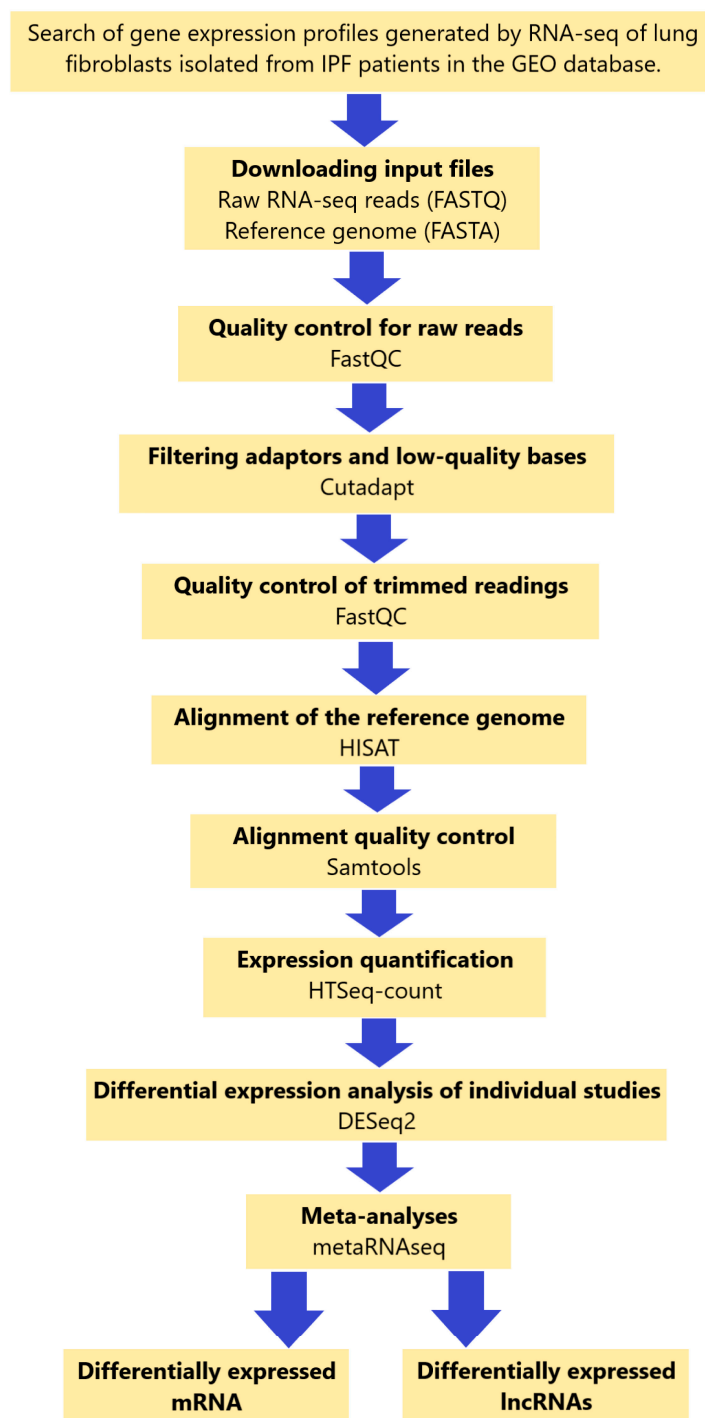 Search of gene expression profiles generated by RNA-seq of lung
fibroblasts isolated from IPF patients in the GEO database.
Downloading input files
Raw RNA-seq reads (FASTQ)
Reference genome (FASTA)
Quality control for raw reads
FastQC
Filtering adaptors and low-quality bases
Cutadapt
Quality control of trimmed readings
FastQC
Alignment of the reference genome
HISAT
Alignment quality control
Samtools
Expression quantification
HTSeq-count
Differential expression analysis of individual studies
DESeq2
Meta-analyses
metaRNAseq
Differentially expressed
mRNA
Differentially expressed
lncRNAs